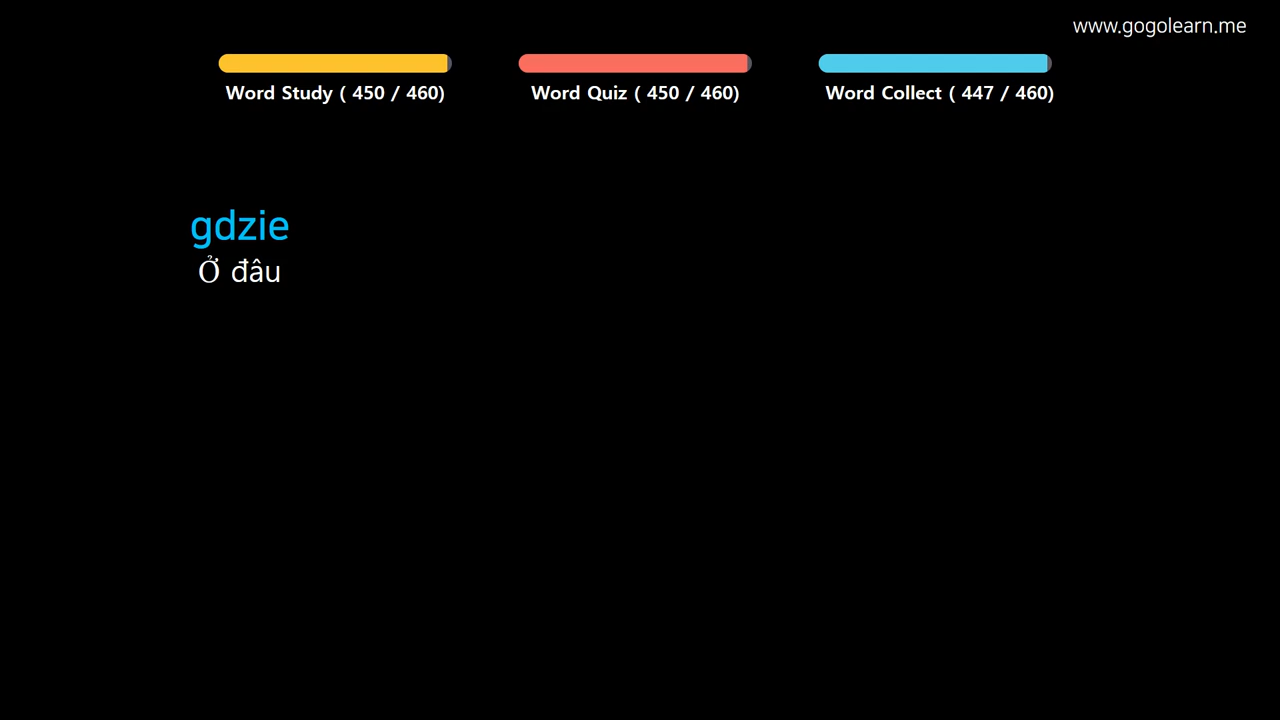 www.gogolearn.me
Word Study ( 450 / 460)
Word Quiz ( 450 / 460)
Word Collect ( 447 / 460)
gdzie
Ở đâu